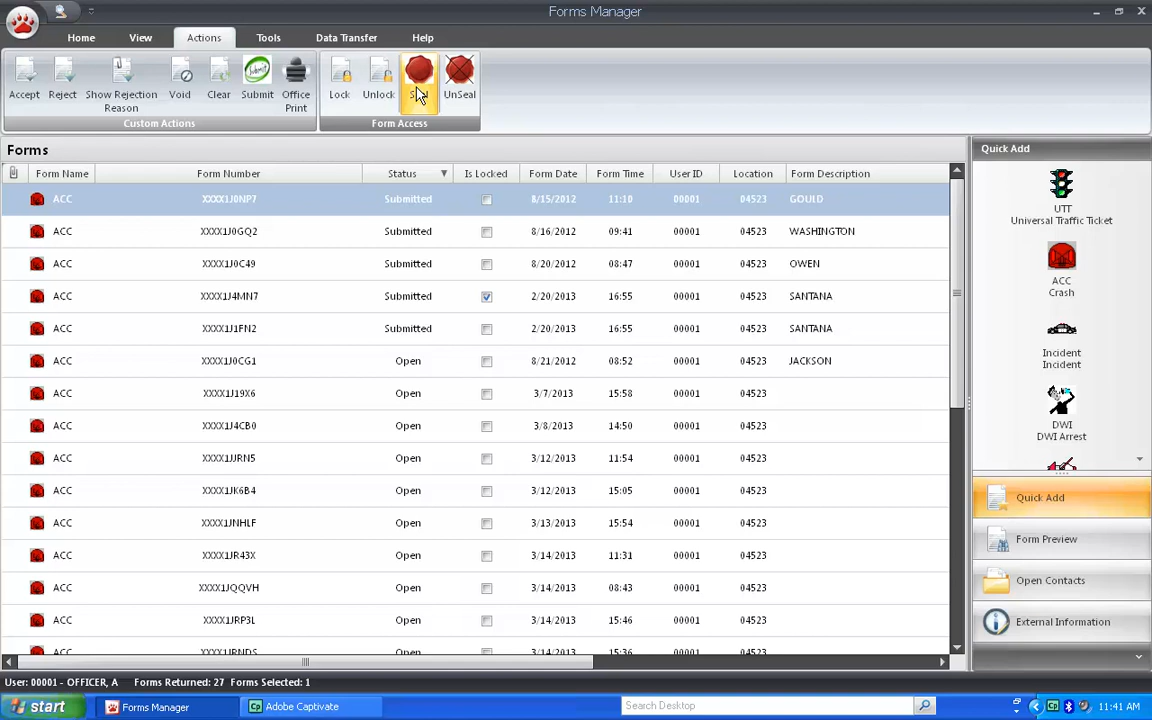 Forms Manager
Home View Actions Tools Data Transfer Help
Accept Reject Show Rejection Reason Void Clear Submit Office Print Lock Unlock UnSeal
Custom Actions Form Access
Forms Quick Add
Form Name Form Number Status Is Locked Form Date Form Time User ID Location Form Description
ACC XXXX1J0NP7 Submitted 8/15/2012 11:10 00001 04523 GOULD
ACC XXXX1J0GQ2 Submitted 8/16/2012 09:41 00001 04523 WASHINGTON
ACC XXXX1J0C49 Submitted 8/20/2012 08:47 00001 04523 OWEN
ACC XXXX1J4MN7 Submitted 2/20/2013 16:55 00001 04523 SANTANA
ACC XXXX1J1FN2 Submitted 2/20/2013 16:55 00001 04523 SANTANA
ACC XXXX1J0CG1 Open 8/21/2012 08:52 00001 04523 JACKSON
ACC XXXX1J19X6 Open 3/7/2013 15:58 00001 04523
ACC XXXX1J4CB0 Open 3/8/2013 14:50 00001 04523
ACC XXXX1JJRN5 Open 3/12/2013 11:54 00001 04523
ACC XXXX1JK6B4 Open 3/12/2013 15:05 00001 04523
ACC XXXX1JNHLF Open 3/13/2013 15:54 00001 04523
ACC XXXX1JR43X Open 3/14/2013 11:31 00001 04523
ACC XXXX1JQQVH Open 3/14/2013 08:43 00001 04523
ACC XXXX1JRP3L Open 3/14/2013 15:46 00001 04523
ACC XXXX1JRNDS Open 3/14/2013 15:36 00001 04523
UTT
Universal Traffic Ticket
ACC
Crash
Incident
Incident
DWI
DWI Arrest
Quick Add
Form Preview
Open Contacts
External Information
User: 00001 - OFFICER, A Forms Returned: 27 Forms Selected: 1
start Forms Manager Cp Adobe Captivate Search Desktop Cp 11:41 AM